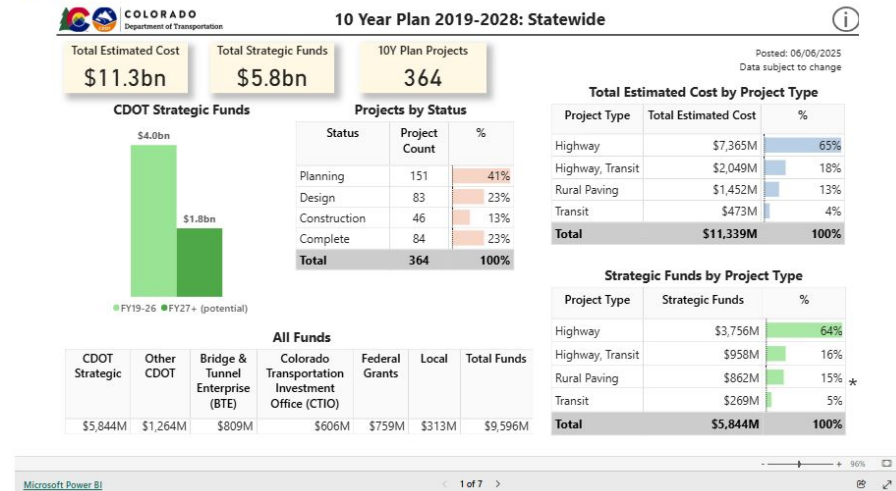 COLORADO
Department of Transportation
10 Year Plan 2019-2028: Statewide
i
Total Estimated Cost
$11.3bn
Total Strategic Funds
$5.8bn
10Y Plan Projects
364
Posted: 06/06/2025
Data subject to change
CDOT Strategic Funds
$4.0bn
$1.8bn
FY19-26 FY27+ (potential)
Projects by Status
Status Project Count %
Planning 151 41%
Design 83 23%
Construction 46 13%
Complete 84 23%
Total 364 100%
Total Estimated Cost by Project Type
Project Type Total Estimated Cost %
Highway $7,365M 65%
Highway, Transit $2,049M 18%
Rural Paving $1,452M 13%
Transit $473M 4%
Total $11,339M 100%
Strategic Funds by Project Type
Project Type Strategic Funds %
Highway $3,756M 64%
Highway, Transit $958M 16%
Rural Paving $862M 15% *
Transit $269M 5%
Total $5,844M 100%
All Funds
CDOT Strategic Other CDOT Bridge & Tunnel Enterprise (BTE) Colorado Transportation Investment Office (CTIO) Federal Grants Local Total Funds
$5,844M $1,264M $809M $606M $759M $313M $9,596M
- + 96%
Microsoft Power BI
< 1 of 7 >